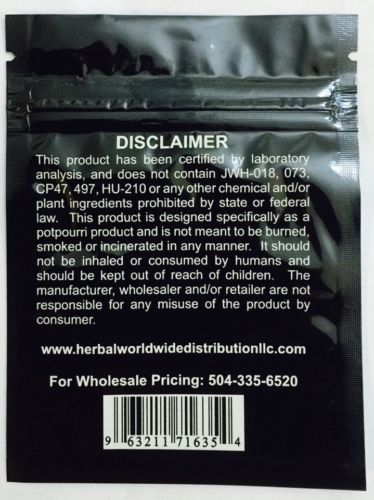 DISCLAIMER
This product has been certified by laboratory
analysis, and does not contain JWH-018, 073,
CP47, 497, HU-210 or any other chemical and/or
plant ingredients prohibited by state or federal
law. This product is designed specifically as a
potpourri product and is not meant to be burned,
smoked or incinerated in any manner. It should
not be inhaled or consumed by humans and
should be kept out of reach of children. The
manufacturer, wholesaler and/or retailer are not
responsible for any misuse of the product by
consumer.
www.herbalworldwidedistributionllc.com
For Wholesale Pricing: 504-335-6520
9 63211 71635 4